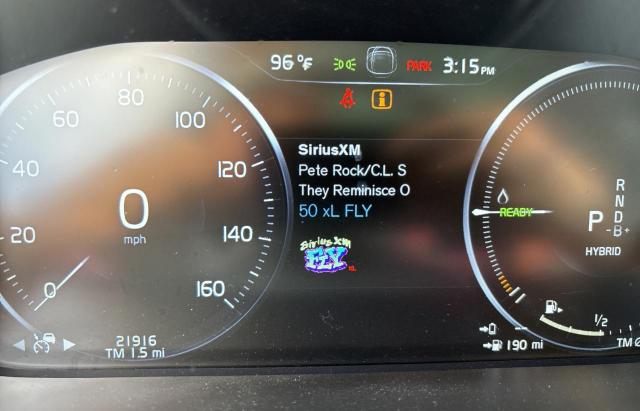 96°F PARK 3:15PM
SiriusXM
Pete Rock/C.L. S
They Reminisce O
50 xL FLY
SiriusXM
FLY
0
mph
0
20
40
60
80
100
120
140
160
21916
TM 1.5 mi
READY
R
N
P D
-B+
HYBRID
1/2
--
190 mi
TM